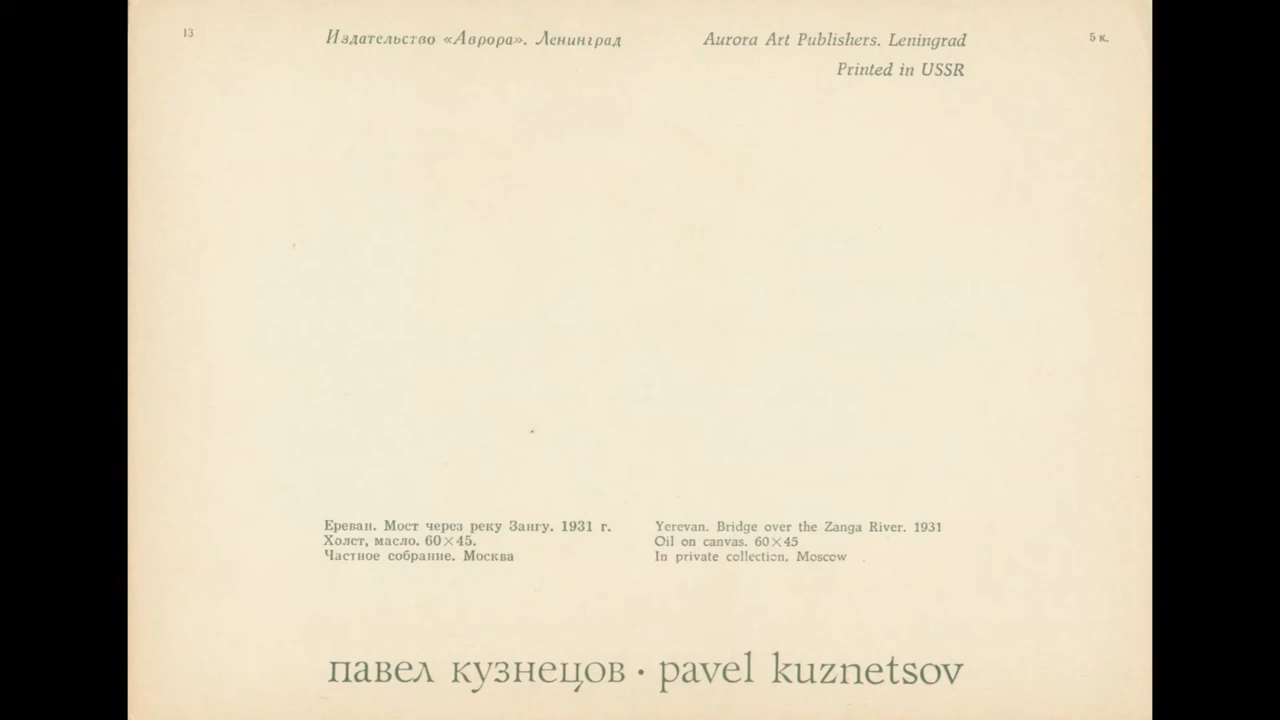 13
Издательство «Аврора». Ленинград
Aurora Art Publishers. Leningrad
Printed in USSR
5 к.
Ереван. Мост через реку Зангу. 1931 г.
Холст, масло. 60×45.
Частное собрание. Москва
Yerevan. Bridge over the Zanga River. 1931
Oil on canvas. 60×45
In private collection, Moscow
павел кузнецов · pavel kuznetsov